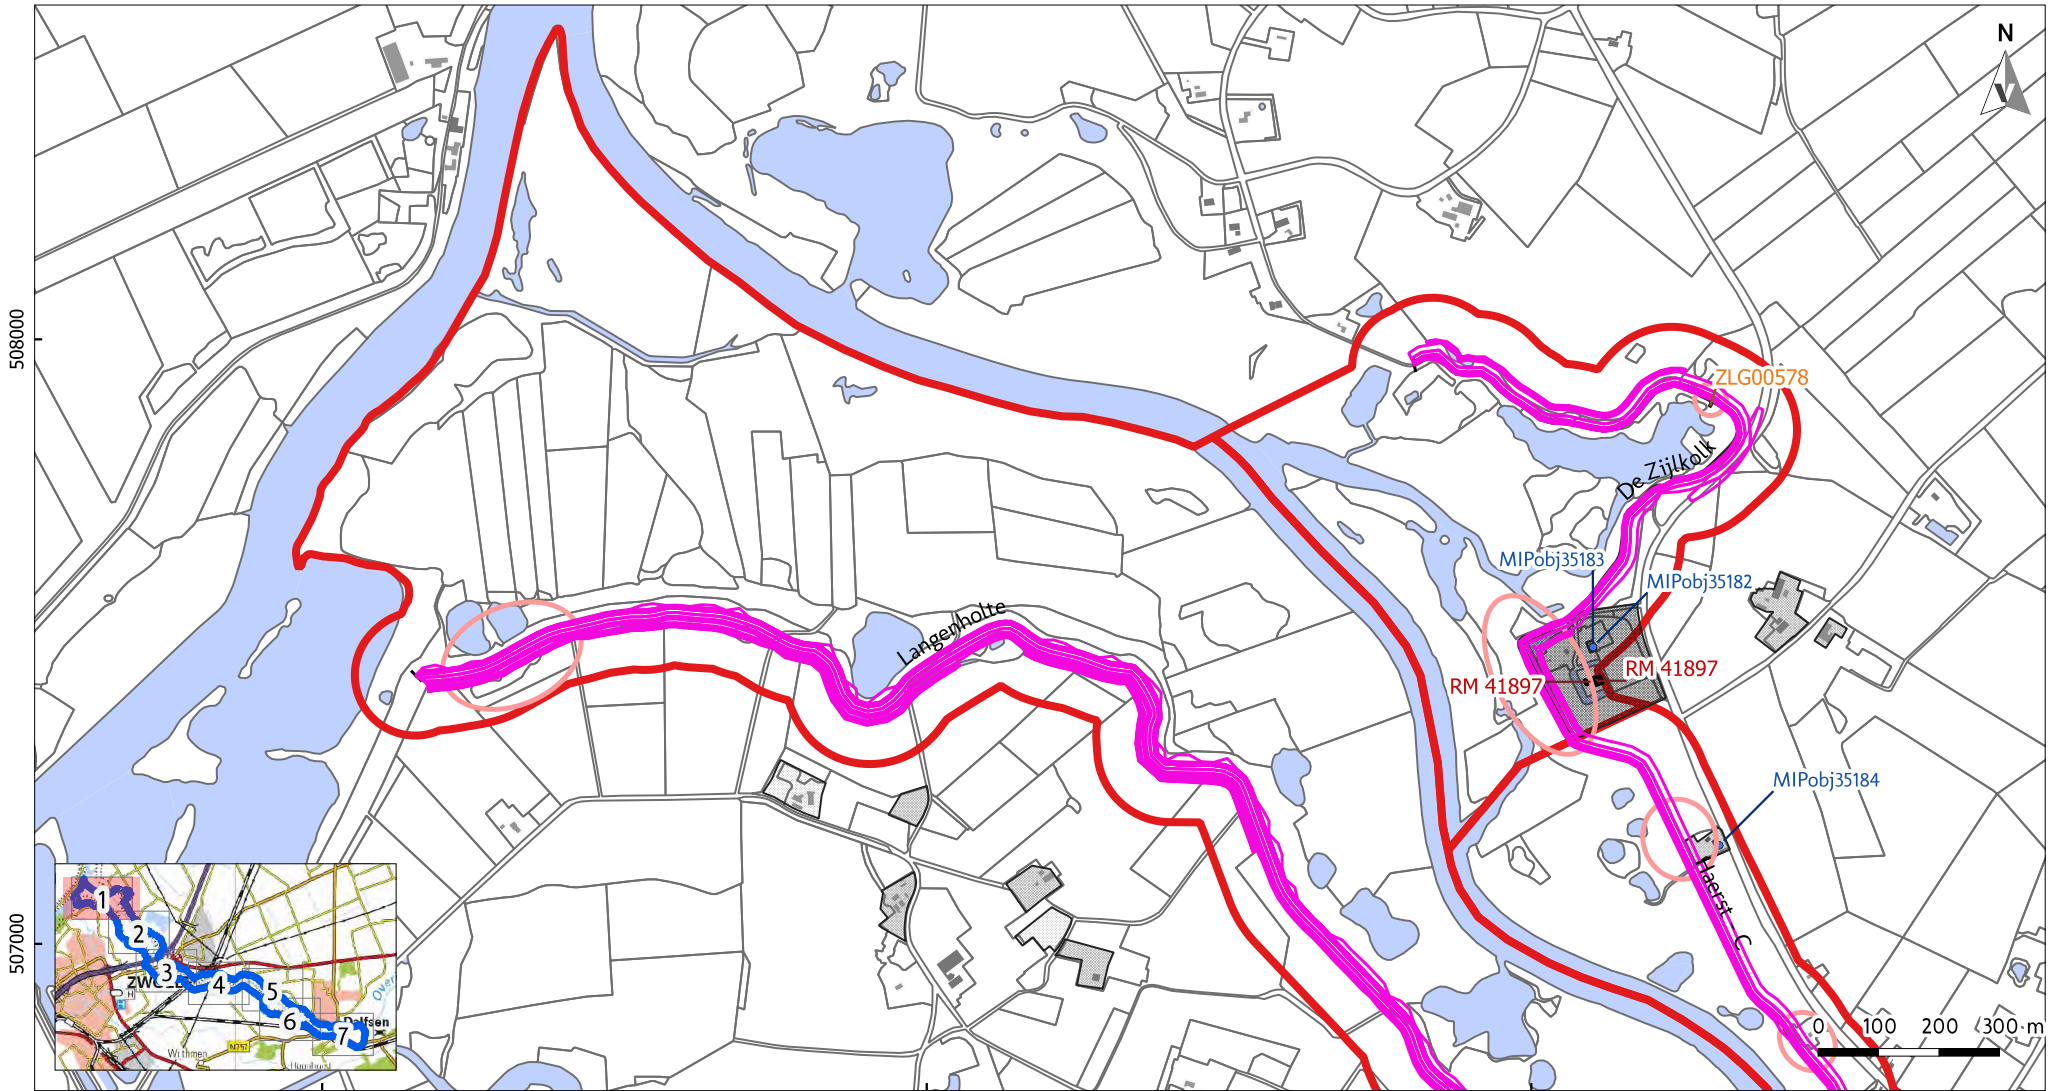 N
508000
ZLG00578
De Zijlkolk
MIPobj35183
MIPobj35182
Langenholte
RM 41897
RM 41897
MIPobj35184
Haerst - C
507000
0 100 200 300 m
1
2
3
4
5
6
7
Dalfsen
Withmen
N757
H